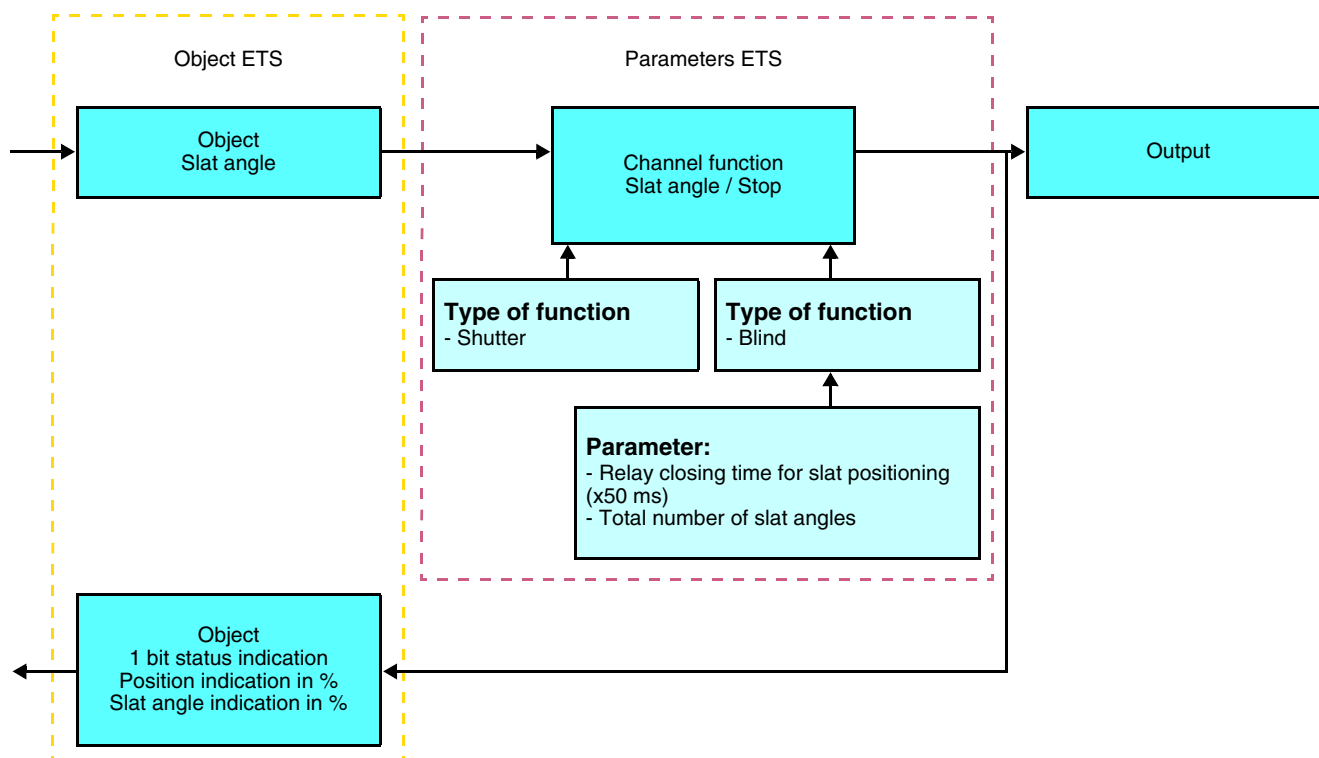 Object ETS
Parameters ETS
Object
Slat angle
Channel function
Slat angle / Stop
Output
Type of function
- Shutter
Type of function
- Blind
Parameter:
- Relay closing time for slat positioning
(x50 ms)
- Total number of slat angles
Object
1 bit status indication
Position indication in %
Slat angle indication in %